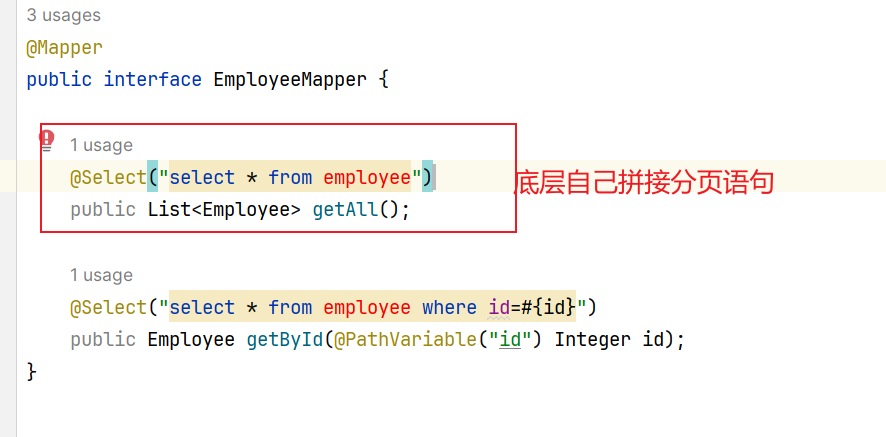 3 usages
@Mapper
public interface EmployeeMapper {
1 usage
@Select("select * from employee")
底层自己拼接分页语句
public List<Employee> getAll();
1 usage
@Select("select * from employee where id=#{id}")
public Employee getById(@PathVariable("id") Integer id);
}